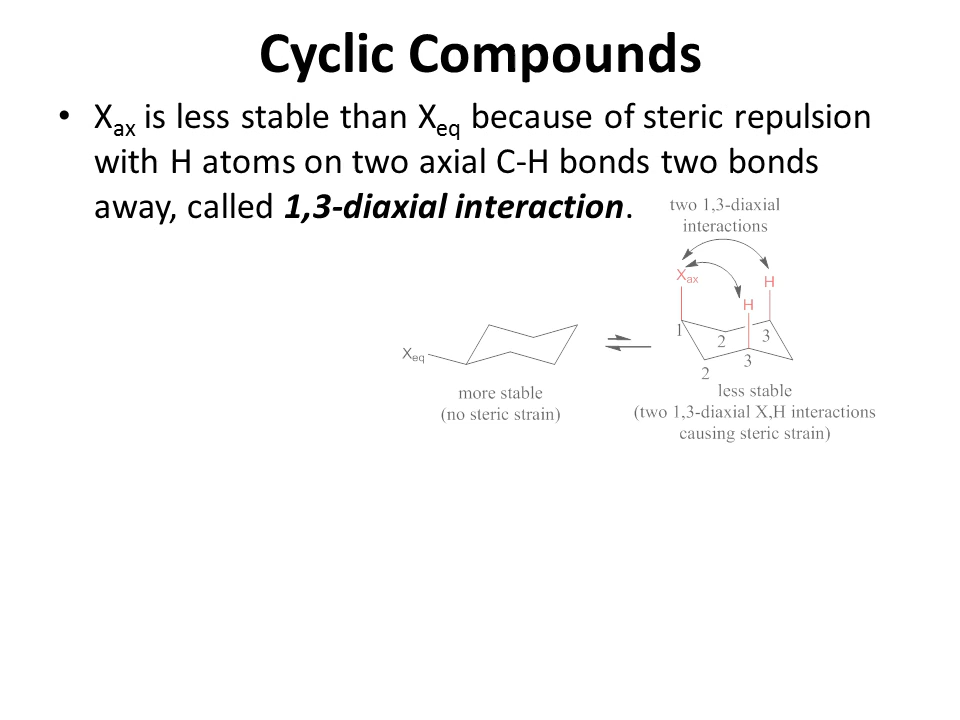 Cyclic Compounds
• Xax is less stable than Xeq because of steric repulsion
with H atoms on two axial C-H bonds two bonds
away, called 1,3-diaxial interaction.
two 1,3-diaxial
interactions
Xax
H
H
1
2
3
3
2
Xeq
more stable
(no steric strain)
less stable
(two 1,3-diaxial X,H interactions
causing steric strain)